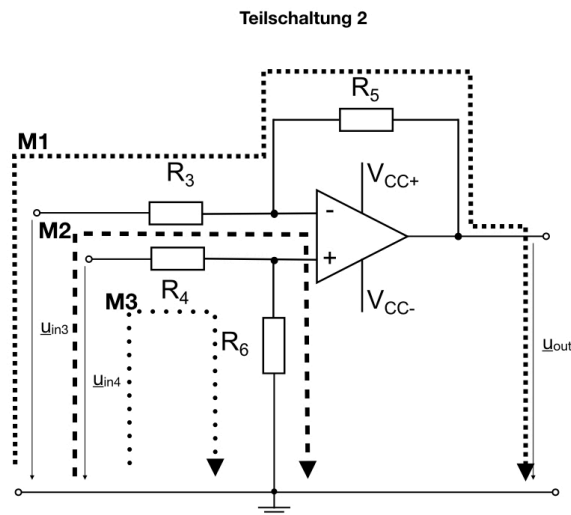 Teilschaltung 2
R5
M1
R3
VCC+
M2
-
+
R4
M3
VCC-
R6
uin3
uout
uin4